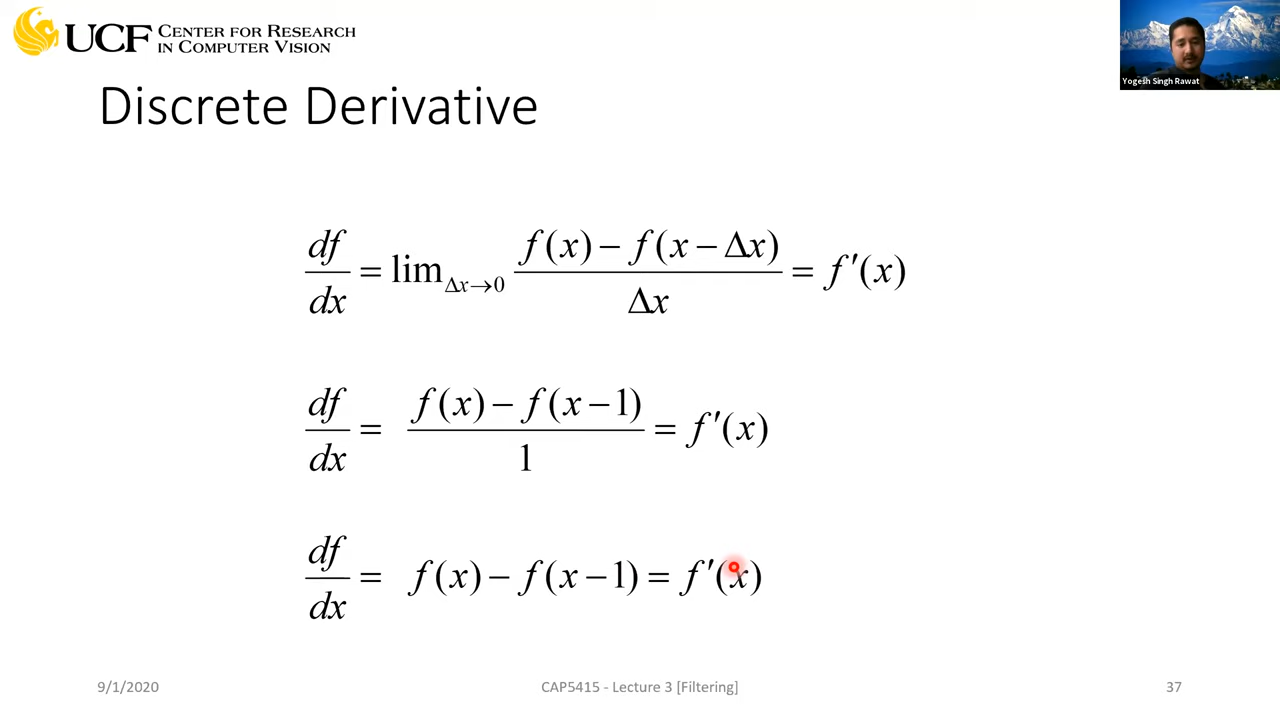 UCF CENTER FOR RESEARCH
IN COMPUTER VISION
Yogesh Singh Rawat
Discrete Derivative
df/dx = lim Δx→0 (f(x) − f(x − Δx))/Δx = f′(x)
df/dx = (f(x) − f(x − 1))/1 = f′(x)
df/dx = f(x) − f(x − 1) = f′(x)
9/1/2020
CAP5415 - Lecture 3 [Filtering]
37